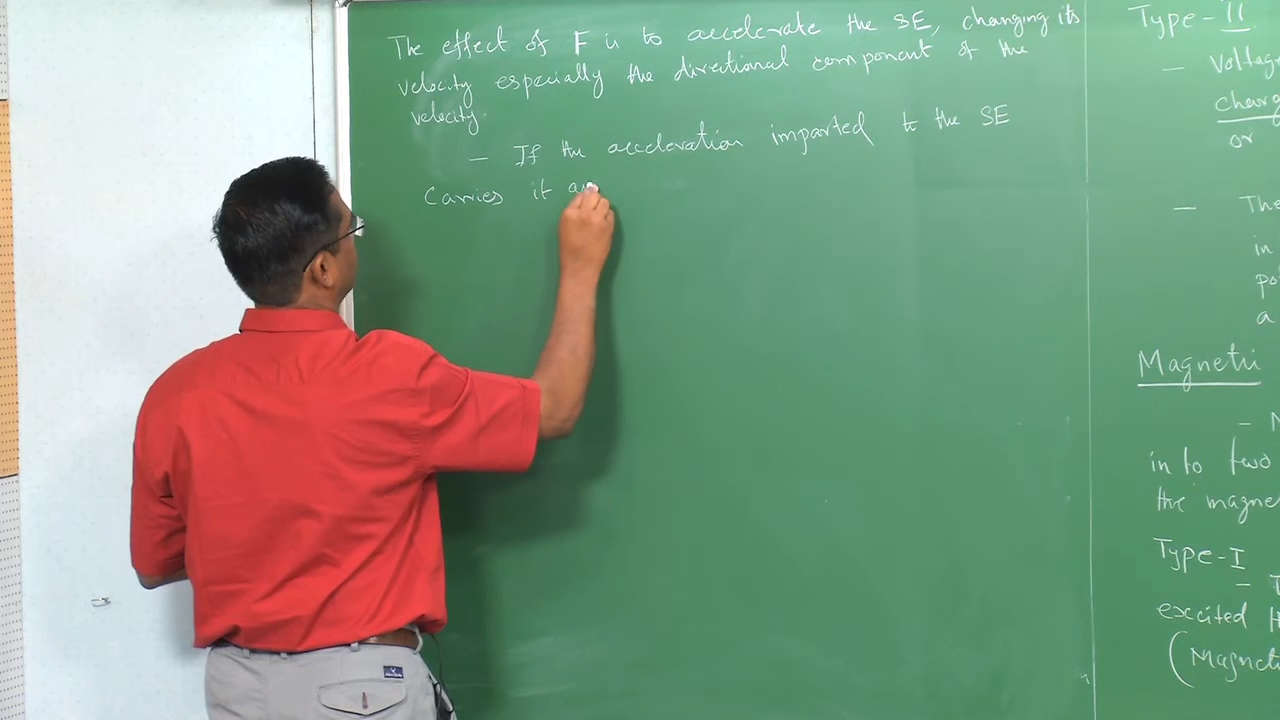 The effect of F is to accelerate the SE, changing its
velocity especially the directional component of the
velocity.
— If the acceleration imparted to the SE
Carries it
Type-II
— Voltag
charg
or
— The
in
po
a
Magneti
- N
in to two
the magne
Type-I
- T
excited H
(Magneti